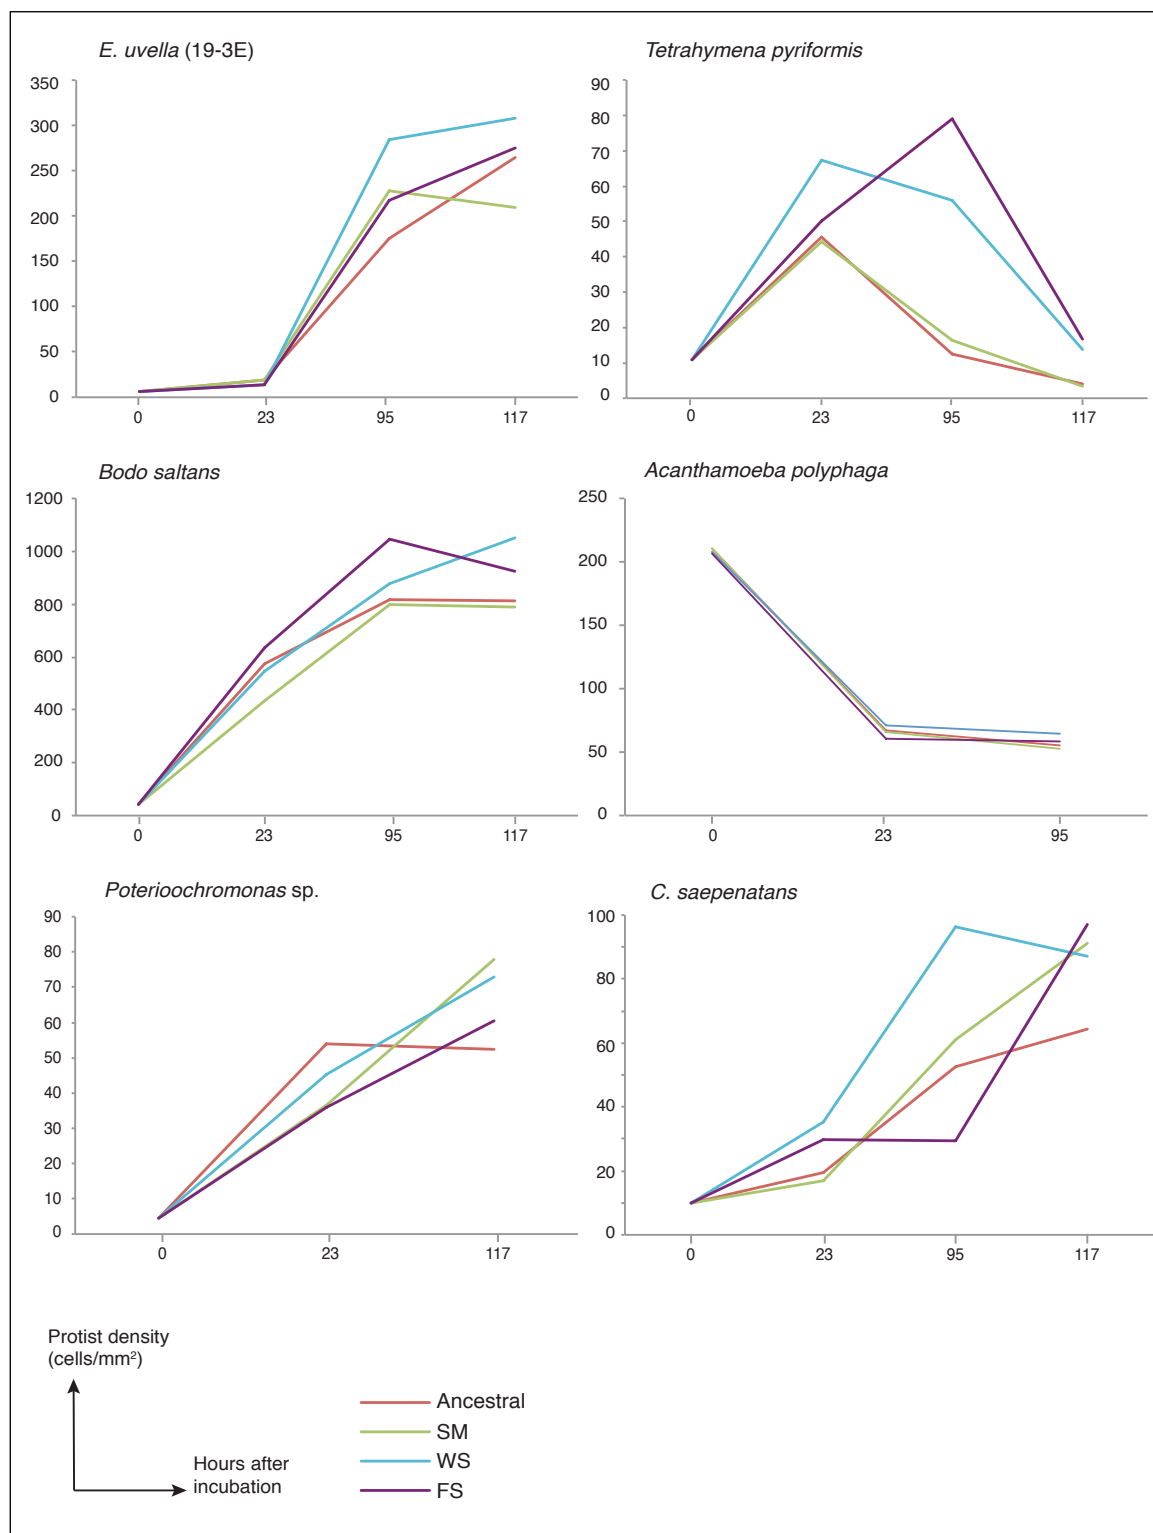 E. uvella (19-3E)
350
300
250
200
150
100
50
0
0 23 95 117
Tetrahymena pyriformis
90
80
70
60
50
40
30
20
10
0
0 23 95 117
Bodo saltans
1200
1000
800
600
400
200
0
0 23 95 117
Acanthamoeba polyphaga
250
200
150
100
50
0
0 23 95
Poterioochromonas sp.
90
80
70
60
50
40
30
20
10
0
0 23 117
C. saepenatans
100
80
60
40
20
0
0 23 95 117
Protist density
(cells/mm²)
Hours after
incubation
Ancestral
SM
WS
FS